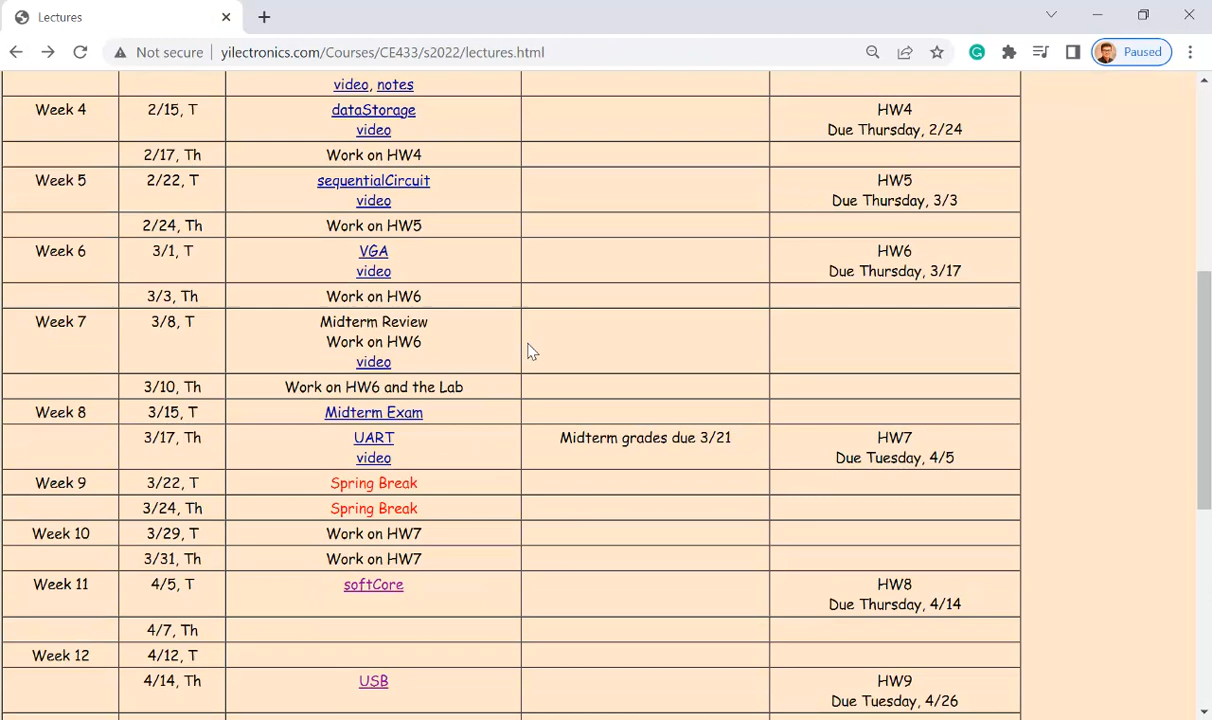 Lectures
Not secure
yilectronics.com/Courses/CE433/s2022/lectures.html
Paused
video, notes
Week 4
2/15, T
dataStorage
video
HW4
Due Thursday, 2/24
2/17, Th
Work on HW4
Week 5
2/22, T
sequentialCircuit
video
HW5
Due Thursday, 3/3
2/24, Th
Work on HW5
Week 6
3/1, T
VGA
video
HW6
Due Thursday, 3/17
3/3, Th
Work on HW6
Week 7
3/8, T
Midterm Review
Work on HW6
video
3/10, Th
Work on HW6 and the Lab
Week 8
3/15, T
Midterm Exam
3/17, Th
UART
video
Midterm grades due 3/21
HW7
Due Tuesday, 4/5
Week 9
3/22, T
Spring Break
3/24, Th
Spring Break
Week 10
3/29, T
Work on HW7
3/31, Th
Work on HW7
Week 11
4/5, T
softCore
HW8
Due Thursday, 4/14
4/7, Th
Week 12
4/12, T
4/14, Th
USB
HW9
Due Tuesday, 4/26